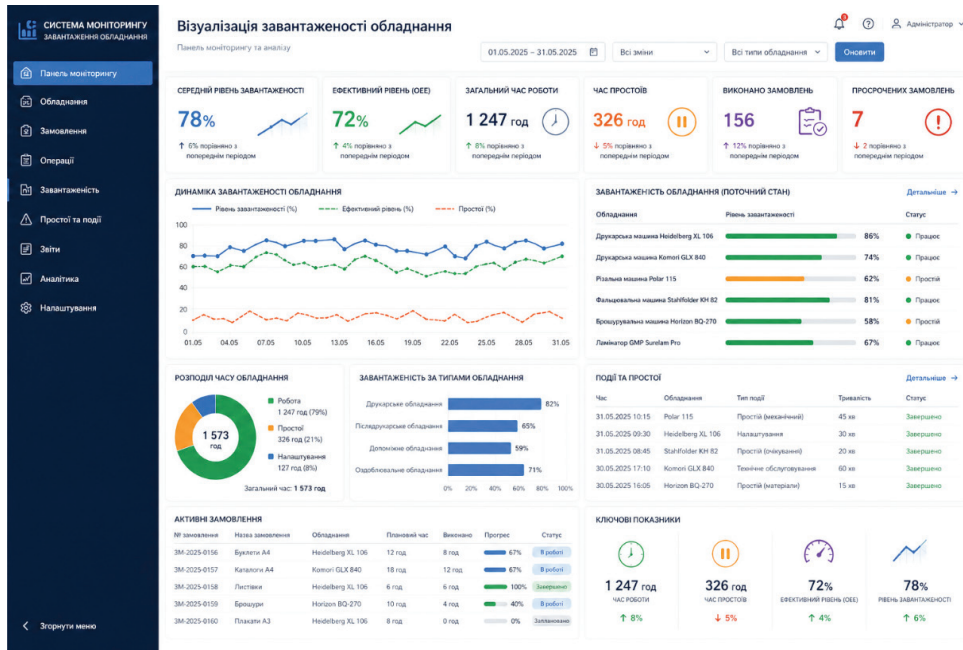 СИСТЕМА МОНІТОРИНГУ
ЗАВАНТАЖЕННЯ ОБЛАДНАННЯ
Панель моніторингу
Обладнання
Замовлення
Операції
Завантаженість
Простої та події
Звіти
Аналітика
Налаштування
Згорнути меню
Візуалізація завантаженості обладнання
Панель моніторингу та аналізу
3
Адміністратор
01.05.2025 – 31.05.2025
Всі зміни
Всі типи обладнання
Оновити
СЕРЕДНІЙ РІВЕНЬ ЗАВАНТАЖЕНОСТІ
78%
↑ 6% порівняно з
попереднім періодом
ЕФЕКТИВНИЙ РІВЕНЬ (OEE)
72%
↑ 4% порівняно з
попереднім періодом
ЗАГАЛЬНИЙ ЧАС РОБОТИ
1 247 год
↑ 8% порівняно з
попереднім періодом
ЧАС ПРОСТОЇВ
326 год
↓ 5% порівняно з
попереднім періодом
ВИКОНАНО ЗАМОВЛЕНЬ
156
↑ 12% порівняно з
попереднім періодом
ПРОСРОЧЕНИХ ЗАМОВЛЕНЬ
7
↓ 2 порівняно з
попереднім періодом
ДИНАМІКА ЗАВАНТАЖЕНОСТІ ОБЛАДНАННЯ
Рівень завантаженості (%) Ефективний рівень (%) Простої (%)
100
80
60
40
20
0
01.05 04.05 07.05 10.05 13.05 16.05 19.05 22.05 25.05 28.05 31.05
ЗАВАНТАЖЕНІСТЬ ОБЛАДНАННЯ (ПОТОЧНИЙ СТАН) Детальніше →
Обладнання Рівень завантаженості Статус
Друкарська машина Heidelberg XL 106 86% Працює
Друкарська машина Komori GLX 840 74% Працює
Різальна машина Polar 115 62% Простій
Фальцювальна машина Stahlfolder KH 82 81% Працює
Брошурувальна машина Horizon BQ-270 58% Простій
Ламінатор GMP Surelam Pro 67% Працює
РОЗПОДІЛ ЧАСУ ОБЛАДНАННЯ
1 573
год
Робота
1 247 год (79%)
Простої
326 год (21%)
Налаштування
127 год (8%)
Загальний час: 1 573 год
ЗАВАНТАЖЕНІСТЬ ЗА ТИПАМИ ОБЛАДНАННЯ
Друкарське обладнання 82%
Післядрукарське обладнання 65%
Допоміжне обладнання 59%
Оздоблювальне обладнання 71%
0% 20% 40% 60% 80% 100%
ПОДІЇ ТА ПРОСТОЇ Детальніше →
Час Обладнання Тип події Тривалість Статус
31.05.2025 10:15 Polar 115 Простій (механічний) 45 хв Завершено
31.05.2025 09:30 Heidelberg XL 106 Налаштування 30 хв Завершено
31.05.2025 08:45 Stahlfolder KH 82 Простій (очікування) 20 хв Завершено
30.05.2025 17:10 Komori GLX 840 Технічне обслуговування 60 хв Завершено
30.05.2025 16:05 Horizon BQ-270 Простій (матеріали) 15 хв Завершено
АКТИВНІ ЗАМОВЛЕННЯ
№ замовлення Назва замовлення Обладнання Плановий час Виконано Прогрес Статус
ЗМ-2025-0156 Буклети А4 Heidelberg XL 106 12 год 8 год 67% В роботі
ЗМ-2025-0157 Каталоги А4 Komori GLX 840 18 год 12 год 67% В роботі
ЗМ-2025-0158 Листівки Heidelberg XL 106 6 год 6 год 100% Завершено
ЗМ-2025-0159 Брошури Horizon BQ-270 10 год 4 год 40% В роботі
ЗМ-2025-0160 Плакати А3 Heidelberg XL 106 8 год 0 год 0% Заплановано
КЛЮЧОВІ ПОКАЗНИКИ
1 247 год
ЧАС РОБОТИ
↑ 8%
326 год
ЧАС ПРОСТОЇВ
↓ 5%
72%
ЕФЕКТИВНИЙ РІВЕНЬ (OEE)
↑ 4%
78%
РІВЕНЬ ЗАВАНТАЖЕНОСТІ
↑ 6%